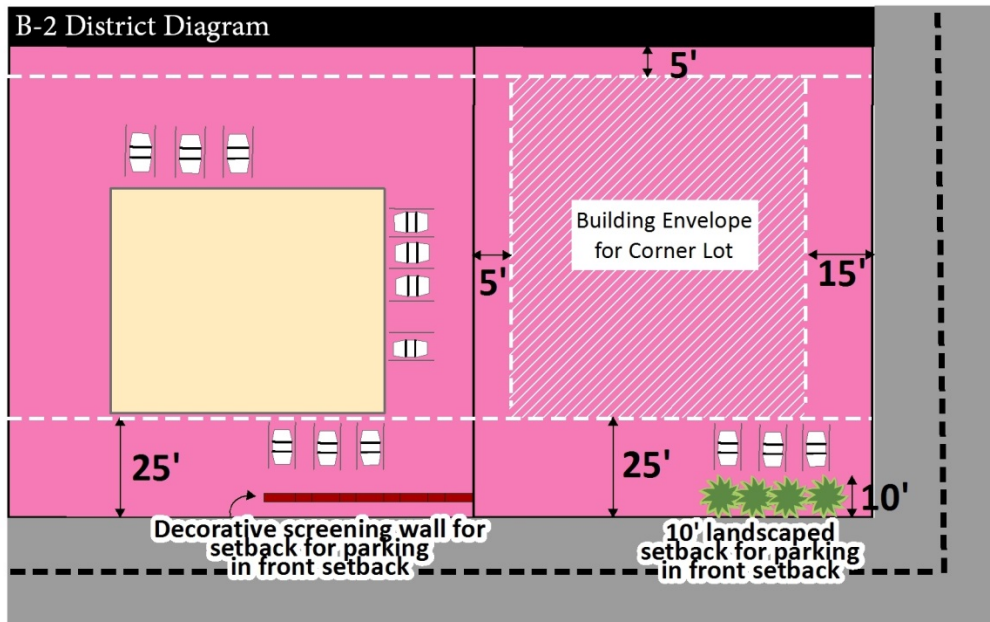 B-2 District Diagram
5'
Building Envelope
for Corner Lot
5'
15'
25'
25'
10'
Decorative screening wall for
setback for parking
in front setback
10' landscaped
setback for parking
in front setback